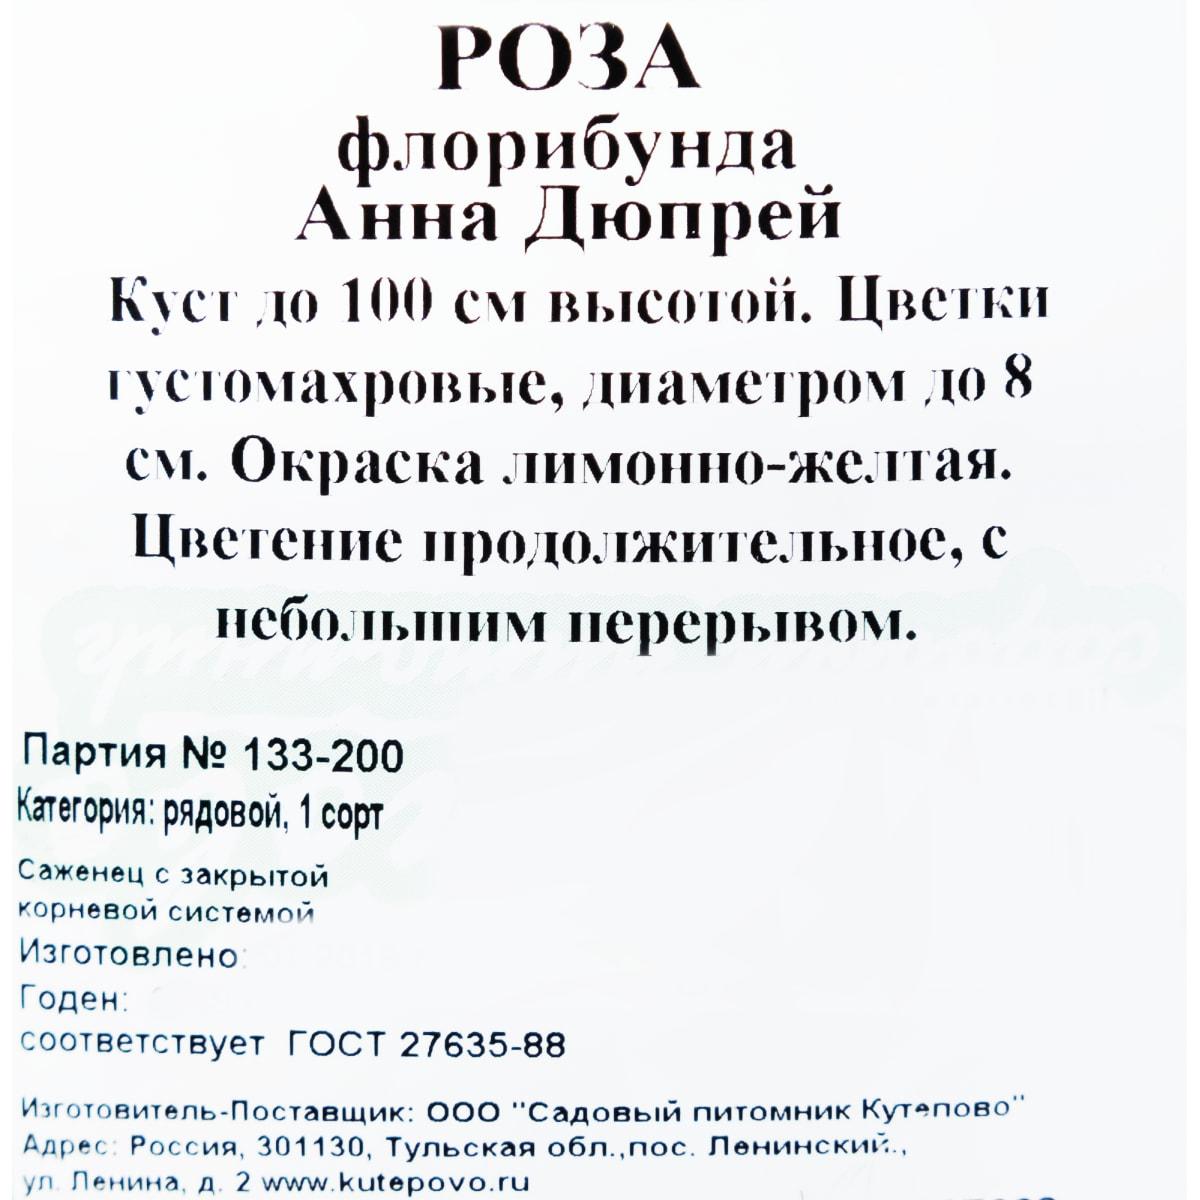 РОЗА
флорибунда
Анна Дюпрей
Куст до 100 см высотой. Цветки
густомахровые, диаметром до 8
см. Окраска лимонно-желтая.
Цветение продолжительное, с
небольшим перерывом.
Партия № 133-200
Категория: рядовой, 1 сорт
Саженец с закрытой
корневой системой
Изготовлено:
Годен:
соответствует ГОСТ 27635-88
Изготовитель-Поставщик: ООО "Садовый питомник Кутепово"
Адрес: Россия, 301130, Тульская обл.,пос. Ленинский.,
ул. Ленина, д. 2 www.kutepovo.ru